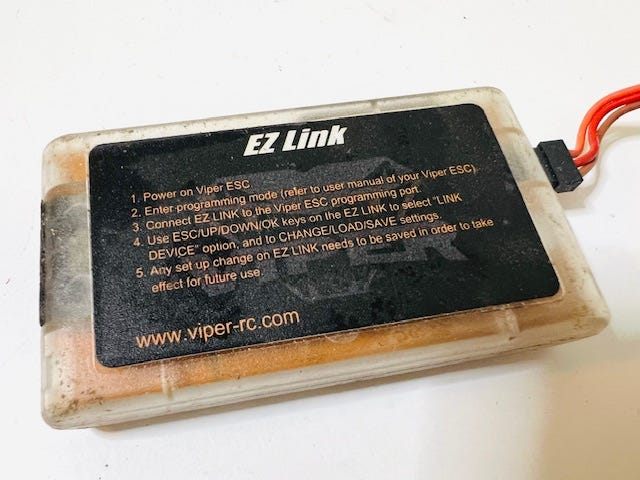 EZ Link
1. Power on Viper ESC
2. Enter programming mode (refer to user manual of your Viper ESC).
3. Connect EZ LINK to the Viper ESC programming port.
4. Use ESC/UP/DOWN/OK keys on the EZ LINK to select "LINK
DEVICE" option, and to CHANGE/LOAD/SAVE settings.
5. Any set up change on EZ LINK needs to be saved in order to take
effect for future use.
VIPER
www.viper-rc.com